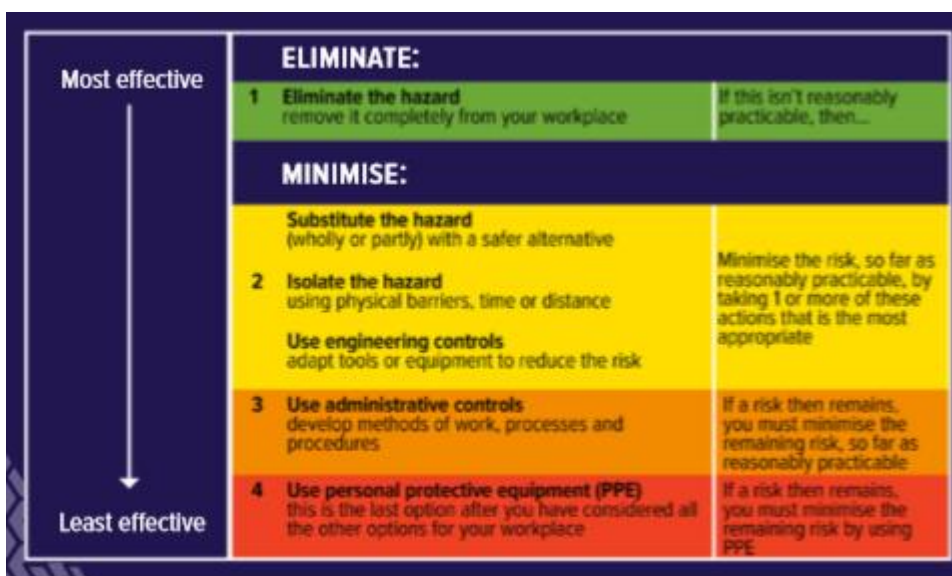 Most effective
Least effective
ELIMINATE:
1 Eliminate the hazard
remove it completely from your workplace
If this isn't reasonably
practicable, then...
MINIMISE:
Substitute the hazard
(wholly or partly) with a safer alternative
2 Isolate the hazard
using physical barriers, time or distance
Use engineering controls
adapt tools or equipment to reduce the risk
Minimise the risk, so far as
reasonably practicable, by
taking 1 or more of these
actions that is the most
appropriate
3 Use administrative controls
develop methods of work, processes and
procedures
If a risk then remains,
you must minimise the
remaining risk, so far as
reasonably practicable
4 Use personal protective equipment (PPE)
this is the last option after you have considered all
the other options for your workplace
If a risk then remains,
you must minimise the
remaining risk by using
PPE